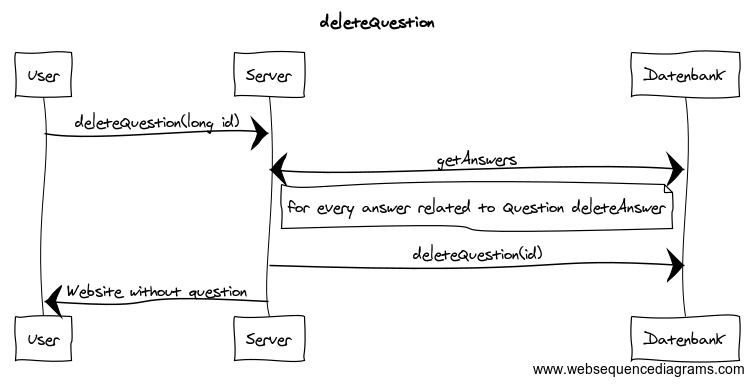 deleteQuestion
User Server Datenbank
deleteQuestion(long id)
getAnswers
for every answer related to Question deleteAnswer
deleteQuestion(id)
Website without question
User Server Datenbank
www.websequencediagrams.com